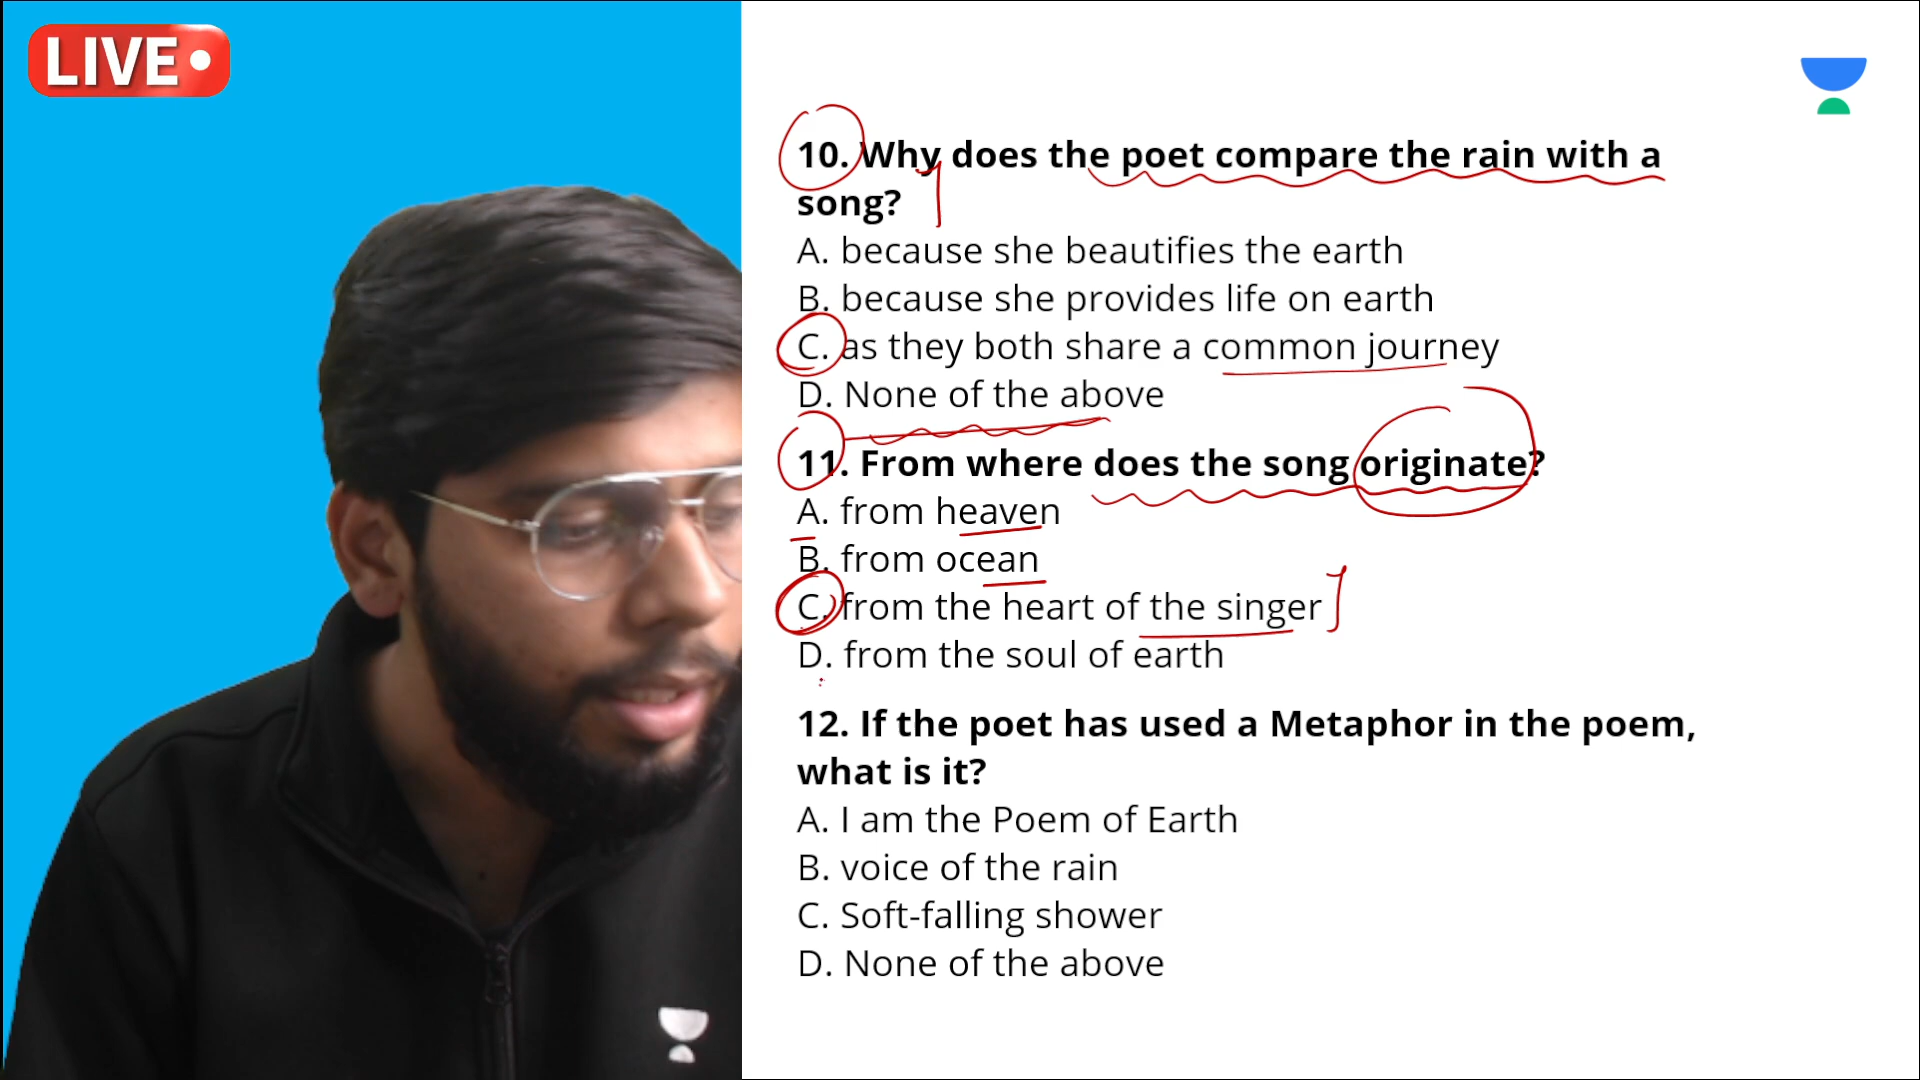 LIVE
10. Why does the poet compare the rain with a
song?
A. because she beautifies the earth
B. because she provides life on earth
C. as they both share a common journey
D. None of the above
11. From where does the song originate?
A. from heaven
B. from ocean
C. from the heart of the singer
D. from the soul of earth
12. If the poet has used a Metaphor in the poem,
what is it?
A. I am the Poem of Earth
B. voice of the rain
C. Soft-falling shower
D. None of the above